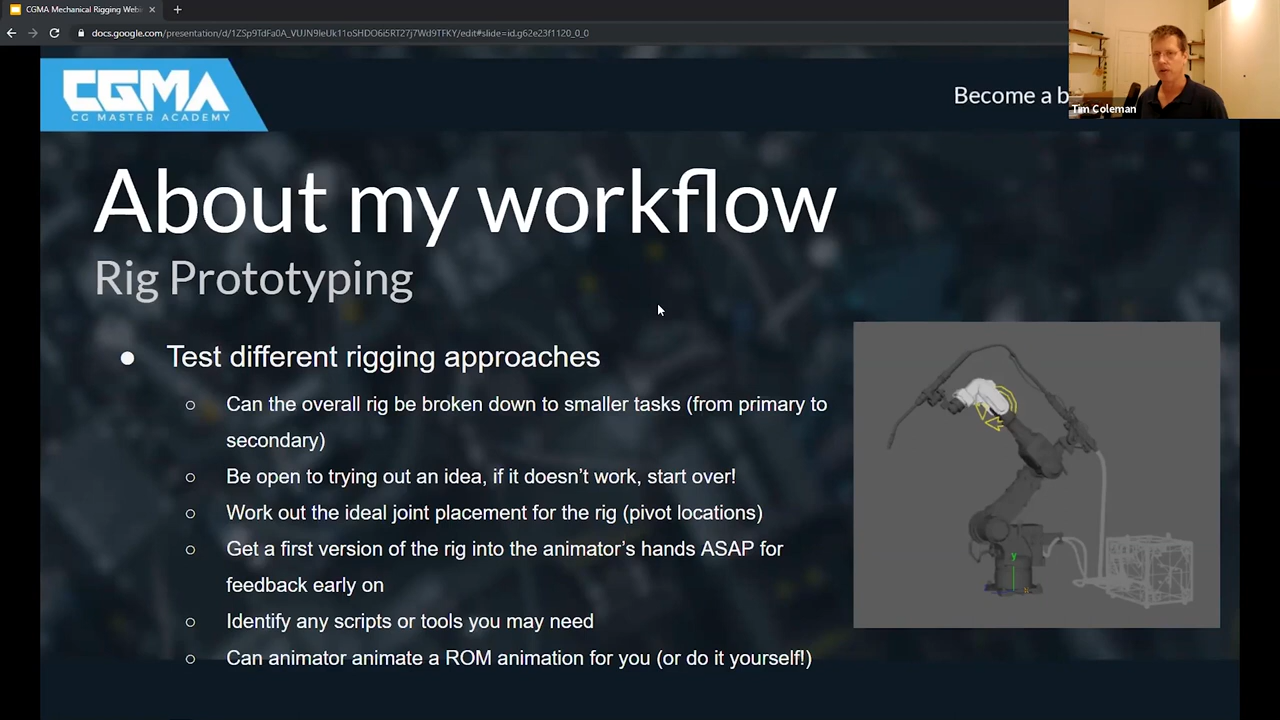 CGMA Mechanical Rigging Webi
docs.google.com/presentation/d/1ZSp9TdFa0A_VUJN9leUk11oSHDO6i5RT27j7Wd9TFKY/edit#slide=id.g62e23f1120_0_0
CGMA
CG MASTER ACADEMY
Become a b
Tim Coleman
About my workflow
Rig Prototyping
● Test different rigging approaches
○ Can the overall rig be broken down to smaller tasks (from primary to
secondary)
○ Be open to trying out an idea, if it doesn’t work, start over!
○ Work out the ideal joint placement for the rig (pivot locations)
○ Get a first version of the rig into the animator’s hands ASAP for
feedback early on
○ Identify any scripts or tools you may need
○ Can animator animate a ROM animation for you (or do it yourself!)
y